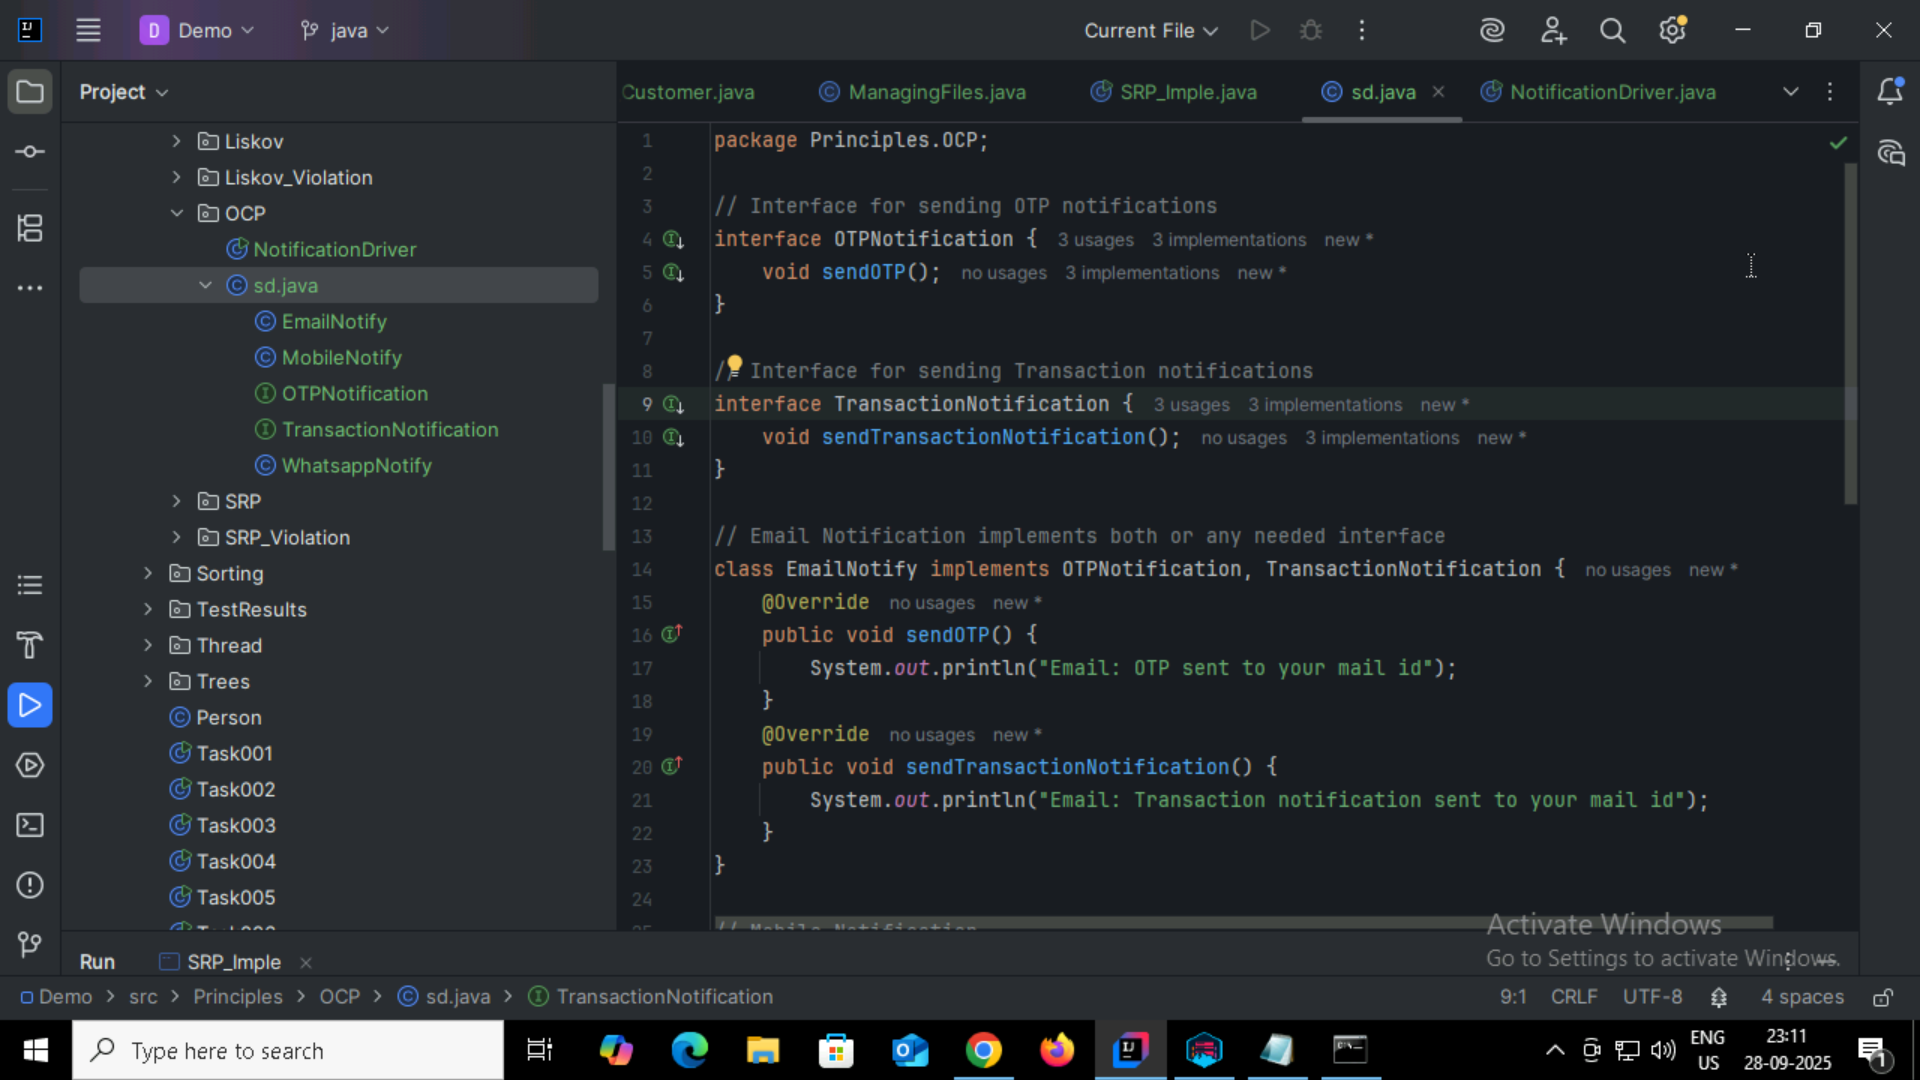 D Demo java Current File
Project
Customer.java ManagingFiles.java SRP_Imple.java sd.java NotificationDriver.java
Liskov
Liskov_Violation
OCP
NotificationDriver
sd.java
EmailNotify
MobileNotify
OTPNotification
TransactionNotification
WhatsappNotify
SRP
SRP_Violation
Sorting
TestResults
Thread
Trees
Person
Task001
Task002
Task003
Task004
Task005
1 package Principles.OCP;
2
3 // Interface for sending OTP notifications
4 interface OTPNotification { 3 usages 3 implementations new *
5 void sendOTP(); no usages 3 implementations new *
6 }
7
8 // Interface for sending Transaction notifications
9 interface TransactionNotification { 3 usages 3 implementations new *
10 void sendTransactionNotification(); no usages 3 implementations new *
11 }
12
13 // Email Notification implements both or any needed interface
14 class EmailNotify implements OTPNotification, TransactionNotification { no usages new *
15 @Override no usages new *
16 public void sendOTP() {
17 System.out.println("Email: OTP sent to your mail id");
18 }
19 @Override no usages new *
20 public void sendTransactionNotification() {
21 System.out.println("Email: Transaction notification sent to your mail id");
22 }
23 }
24
25 // Mobile Notification
Activate Windows
Go to Settings to activate Windows.
Run SRP_Imple
Demo > src > Principles > OCP > sd.java > TransactionNotification 9:1 CRLF UTF-8 4 spaces
Type here to search
ENG
US
23:11
28-09-2025
1